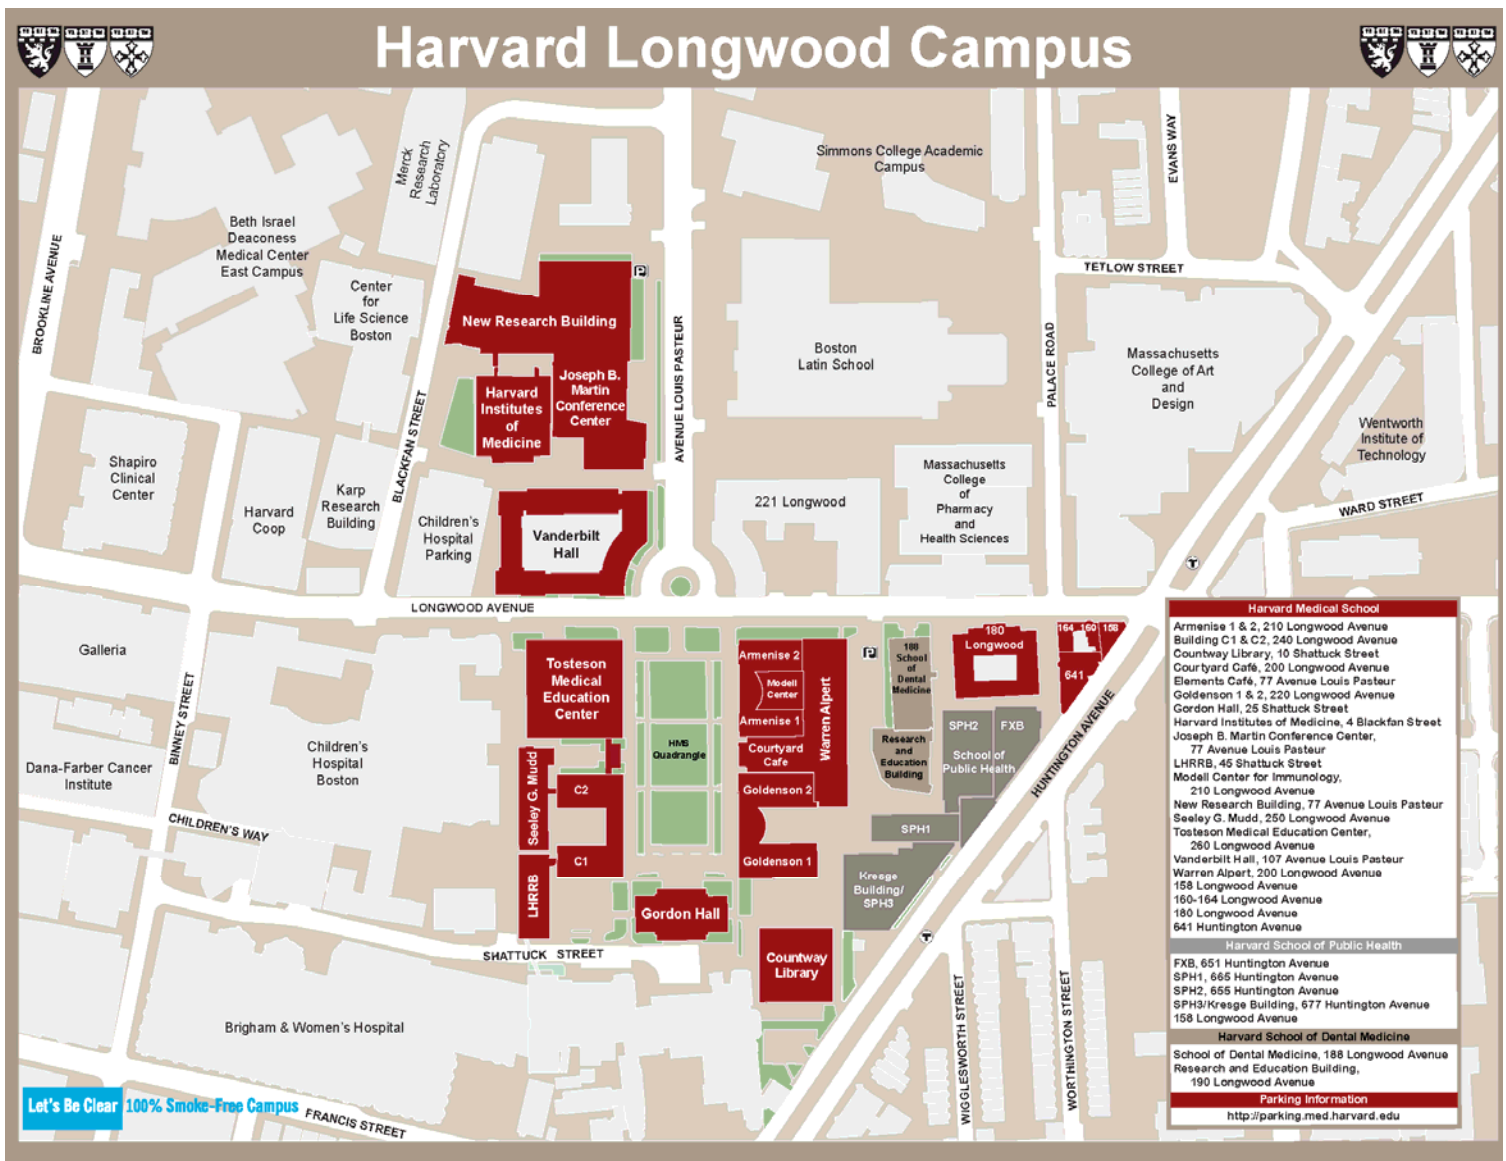 Harvard Longwood Campus
Merck
Research
Laboratory
Simmons College Academic
Campus
EVANS WAY
Beth Israel
Deaconess
Medical Center
East Campus
BROOKLINE AVENUE
Center
for
Life Science
Boston
TETLOW STREET
P
New Research Building
AVENUE LOUIS PASTEUR
Boston
Latin School
PALACE ROAD
Massachusetts
College of Art
and
Design
Joseph B.
Martin
Conference
Center
Harvard
Institutes
of
Medicine
BLACKFAN STREET
Wentworth
Institute of
Technology
Shapiro
Clinical
Center
Harvard
Coop
Karp
Research
Building
Children's
Hospital
Parking
Vanderbilt
Hall
221 Longwood
Massachusetts
College
of
Pharmacy
and
Health Sciences
WARD STREET
T
LONGWOOD AVENUE
Galleria
BINNEY STREET
Dana-Farber Cancer
Institute
CHILDREN'S WAY
Children's
Hospital
Boston
Tosteson
Medical
Education
Center
Seeley G. Mudd
C2
C1
LHRRB
HMS
Quadrangle
Armenise 2
Modell
Center
Armenise 1
Courtyard
Cafe
Goldenson 2
Goldenson 1
Warren Alpert
P
188
School
of
Dental
Medicine
Research
and
Education
Building
180
Longwood
164 160 158
641
SPH2
FXB
School of
Public Health
SPH1
Kresge
Building/
SPH3
HUNTINGTON AVENUE
T
Gordon Hall
Countway
Library
SHATTUCK STREET
Brigham & Women's Hospital
WIGGLESWORTH STREET
WORTHINGTON STREET
FRANCIS STREET
Let's Be Clear 100% Smoke-Free Campus
Harvard Medical School
Armenise 1 & 2, 210 Longwood Avenue
Building C1 & C2, 240 Longwood Avenue
Countway Library, 10 Shattuck Street
Courtyard Café, 200 Longwood Avenue
Elements Café, 77 Avenue Louis Pasteur
Goldenson 1 & 2, 220 Longwood Avenue
Gordon Hall, 25 Shattuck Street
Harvard Institutes of Medicine, 4 Blackfan Street
Joseph B. Martin Conference Center,
77 Avenue Louis Pasteur
LHRRB, 45 Shattuck Street
Modell Center for Immunology,
210 Longwood Avenue
New Research Building, 77 Avenue Louis Pasteur
Seeley G. Mudd, 250 Longwood Avenue
Tosteson Medical Education Center,
260 Longwood Avenue
Vanderbilt Hall, 107 Avenue Louis Pasteur
Warren Alpert, 200 Longwood Avenue
158 Longwood Avenue
160-164 Longwood Avenue
180 Longwood Avenue
641 Huntington Avenue
Harvard School of Public Health
FXB, 651 Huntington Avenue
SPH1, 665 Huntington Avenue
SPH2, 655 Huntington Avenue
SPH3/Kresge Building, 677 Huntington Avenue
158 Longwood Avenue
Harvard School of Dental Medicine
School of Dental Medicine, 188 Longwood Avenue
Research and Education Building,
190 Longwood Avenue
Parking Information
http://parking.med.harvard.edu